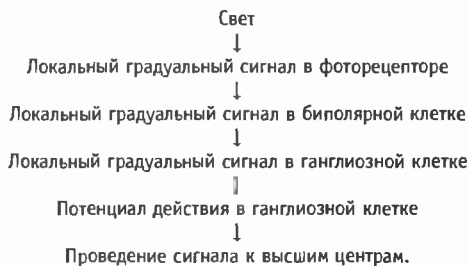 Свет
↓
Локальный градуальный сигнал в фоторецепторе
↓
Локальный градуальный сигнал в биполярной клетке
↓
Локальный градуальный сигнал в ганглиозной клетке
Потенциал действия в ганглиозной клетке
↓
Проведение сигнала к высшим центрам.